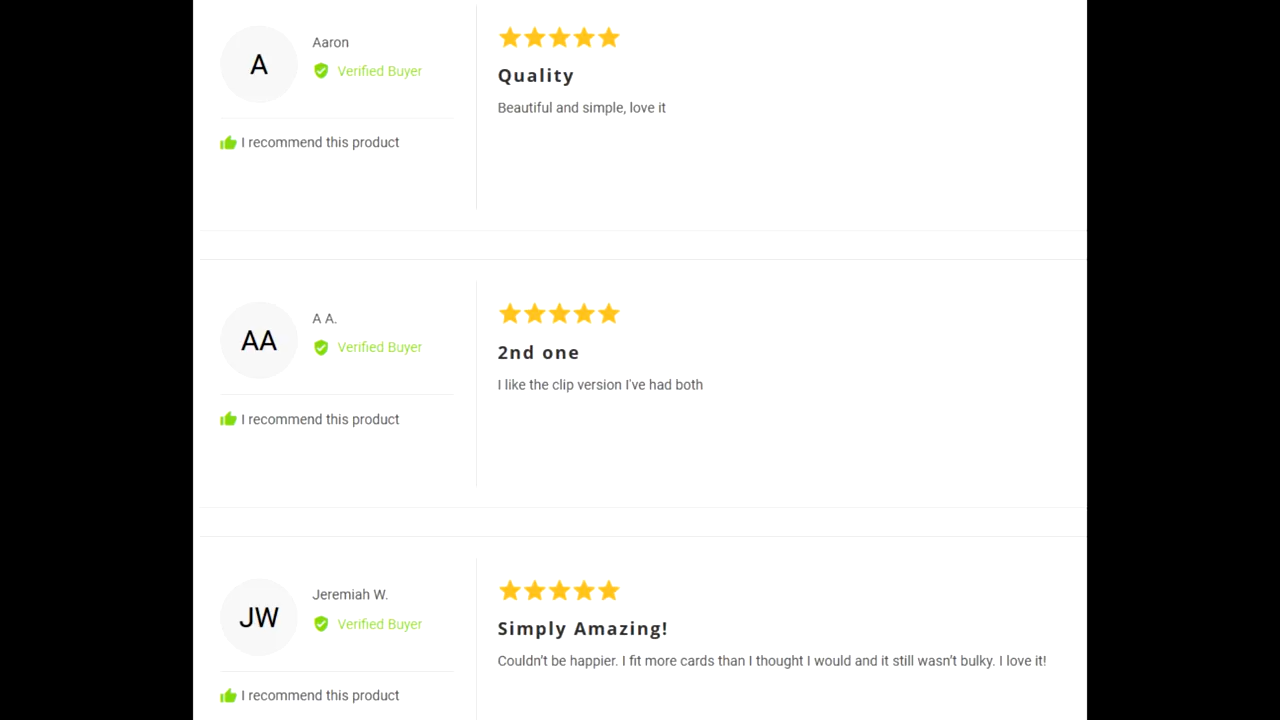 A
Aaron
Verified Buyer
I recommend this product
Quality
Beautiful and simple, love it
AA
A A.
Verified Buyer
I recommend this product
2nd one
I like the clip version I've had both
JW
Jeremiah W.
Verified Buyer
I recommend this product
Simply Amazing!
Couldn't be happier. I fit more cards than I thought I would and it still wasn't bulky. I love it!